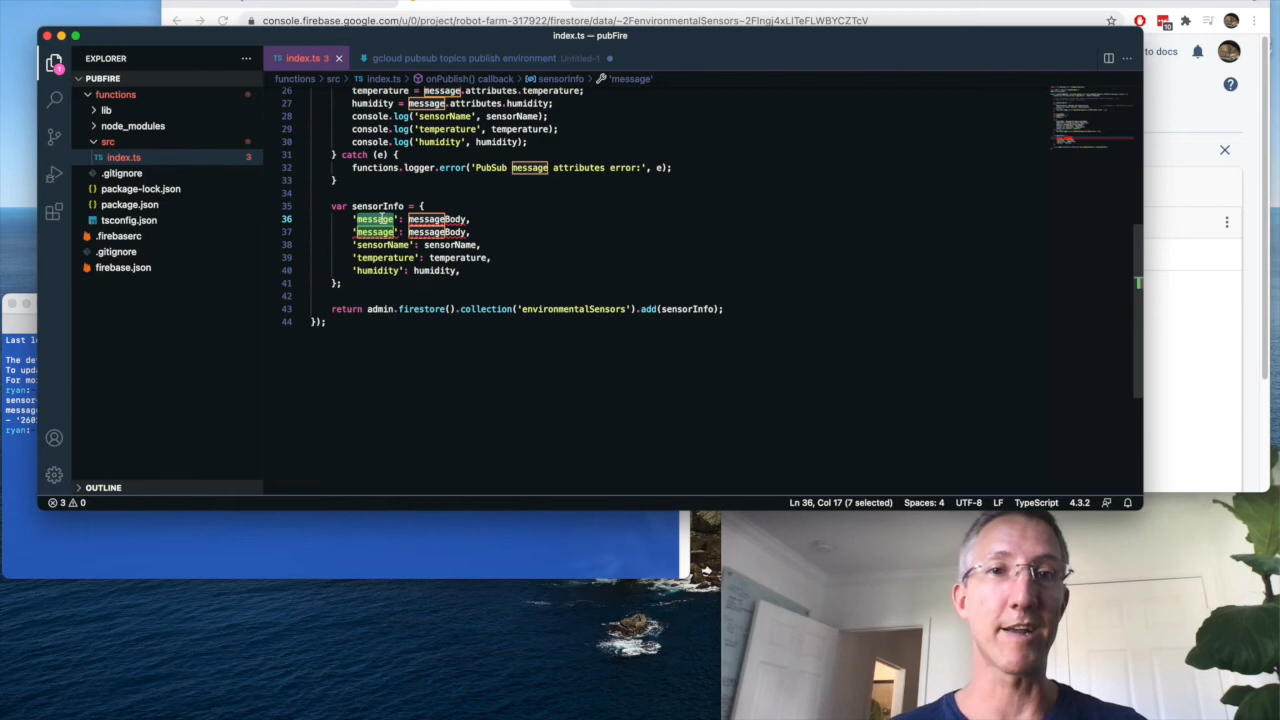 console.firebase.google.com/u/0/project/robot-farm-317922/firestore/data/~2FenvironmentalSensors~2FIngj4xLITeFLWBYCZTcV
10
index.ts — pubFire
to docs
EXPLORER
TS index.ts 3
gcloud pubsub topics publish environment Untitled-1
functions > src > TS index.ts > onPublish() callback > sensorInfo > 'message'
PUBFIRE
functions
lib
node_modules
src
TS index.ts 3
.gitignore
package-lock.json
package.json
tsconfig.json
.firebaserc
.gitignore
firebase.json
OUTLINE
1
26 temperature = message.attributes.temperature;
27 humidity = message.attributes.humidity;
28 console.log('sensorName', sensorName);
29 console.log('temperature', temperature);
30 console.log('humidity', humidity);
31 } catch (e) {
32 functions.logger.error('PubSub message attributes error:', e);
33 }
34
35 var sensorInfo = {
36 'message': messageBody,
37 'message': messageBody,
38 'sensorName': sensorName,
39 'temperature': temperature,
40 'humidity': humidity,
41 };
42
43 return admin.firestore().collection('environmentalSensors').add(sensorInfo);
44 });
Last l
The de
To upd
For mo
ryan:
sensor
message
- '260
ryan:
3 0
Ln 36, Col 17 (7 selected)
Spaces: 4
UTF-8
LF
TypeScript
4.3.2